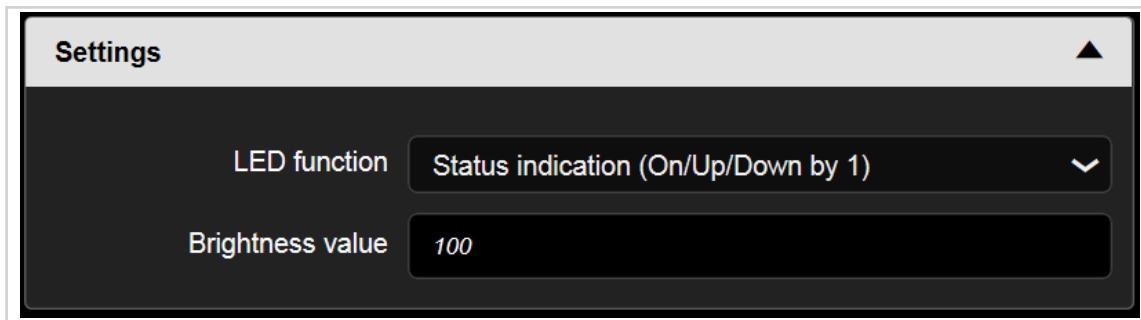 Settings
LED function Status indication (On/Up/Down by 1)
Brightness value 100